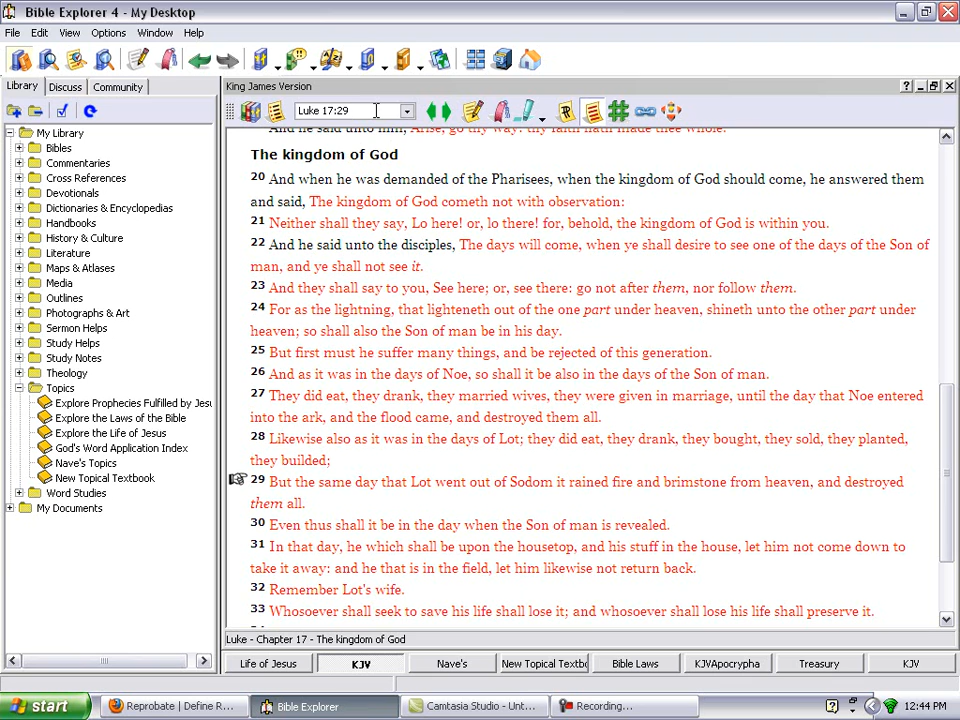 Bible Explorer 4 - My Desktop
File Edit View Options Window Help
Library Discuss Community
King James Version
Luke 17:29
My Library
Bibles
Commentaries
Cross References
Devotionals
Dictionaries & Encyclopedias
Handbooks
History & Culture
Literature
Maps & Atlases
Media
Outlines
Photographs & Art
Sermon Helps
Study Helps
Study Notes
Theology
Topics
Explore Prophecies Fulfilled by Jesu
Explore the Laws of the Bible
Explore the Life of Jesus
God's Word Application Index
Nave's Topics
New Topical Textbook
Word Studies
My Documents
And he said unto him, Arise, go thy way: thy faith hath made thee whole.
The kingdom of God
20 And when he was demanded of the Pharisees, when the kingdom of God should come, he answered them
and said, The kingdom of God cometh not with observation:
21 Neither shall they say, Lo here! or, lo there! for, behold, the kingdom of God is within you.
22 And he said unto the disciples, The days will come, when ye shall desire to see one of the days of the Son of
man, and ye shall not see it.
23 And they shall say to you, See here; or, see there: go not after them, nor follow them.
24 For as the lightning, that lighteneth out of the one part under heaven, shineth unto the other part under
heaven; so shall also the Son of man be in his day.
25 But first must he suffer many things, and be rejected of this generation.
26 And as it was in the days of Noe, so shall it be also in the days of the Son of man.
27 They did eat, they drank, they married wives, they were given in marriage, until the day that Noe entered
into the ark, and the flood came, and destroyed them all.
28 Likewise also as it was in the days of Lot; they did eat, they drank, they bought, they sold, they planted,
they builded;
29 But the same day that Lot went out of Sodom it rained fire and brimstone from heaven, and destroyed
them all.
30 Even thus shall it be in the day when the Son of man is revealed.
31 In that day, he which shall be upon the housetop, and his stuff in the house, let him not come down to
take it away: and he that is in the field, let him likewise not return back.
32 Remember Lot's wife.
33 Whosoever shall seek to save his life shall lose it; and whosoever shall lose his life shall preserve it.
Luke - Chapter 17 - The kingdom of God
Life of Jesus KJV Nave's New Topical Textbo Bible Laws KJVApocrypha Treasury KJV
start Reprobate | Define R... Bible Explorer Camtasia Studio - Unt... Recording... 12:44 PM